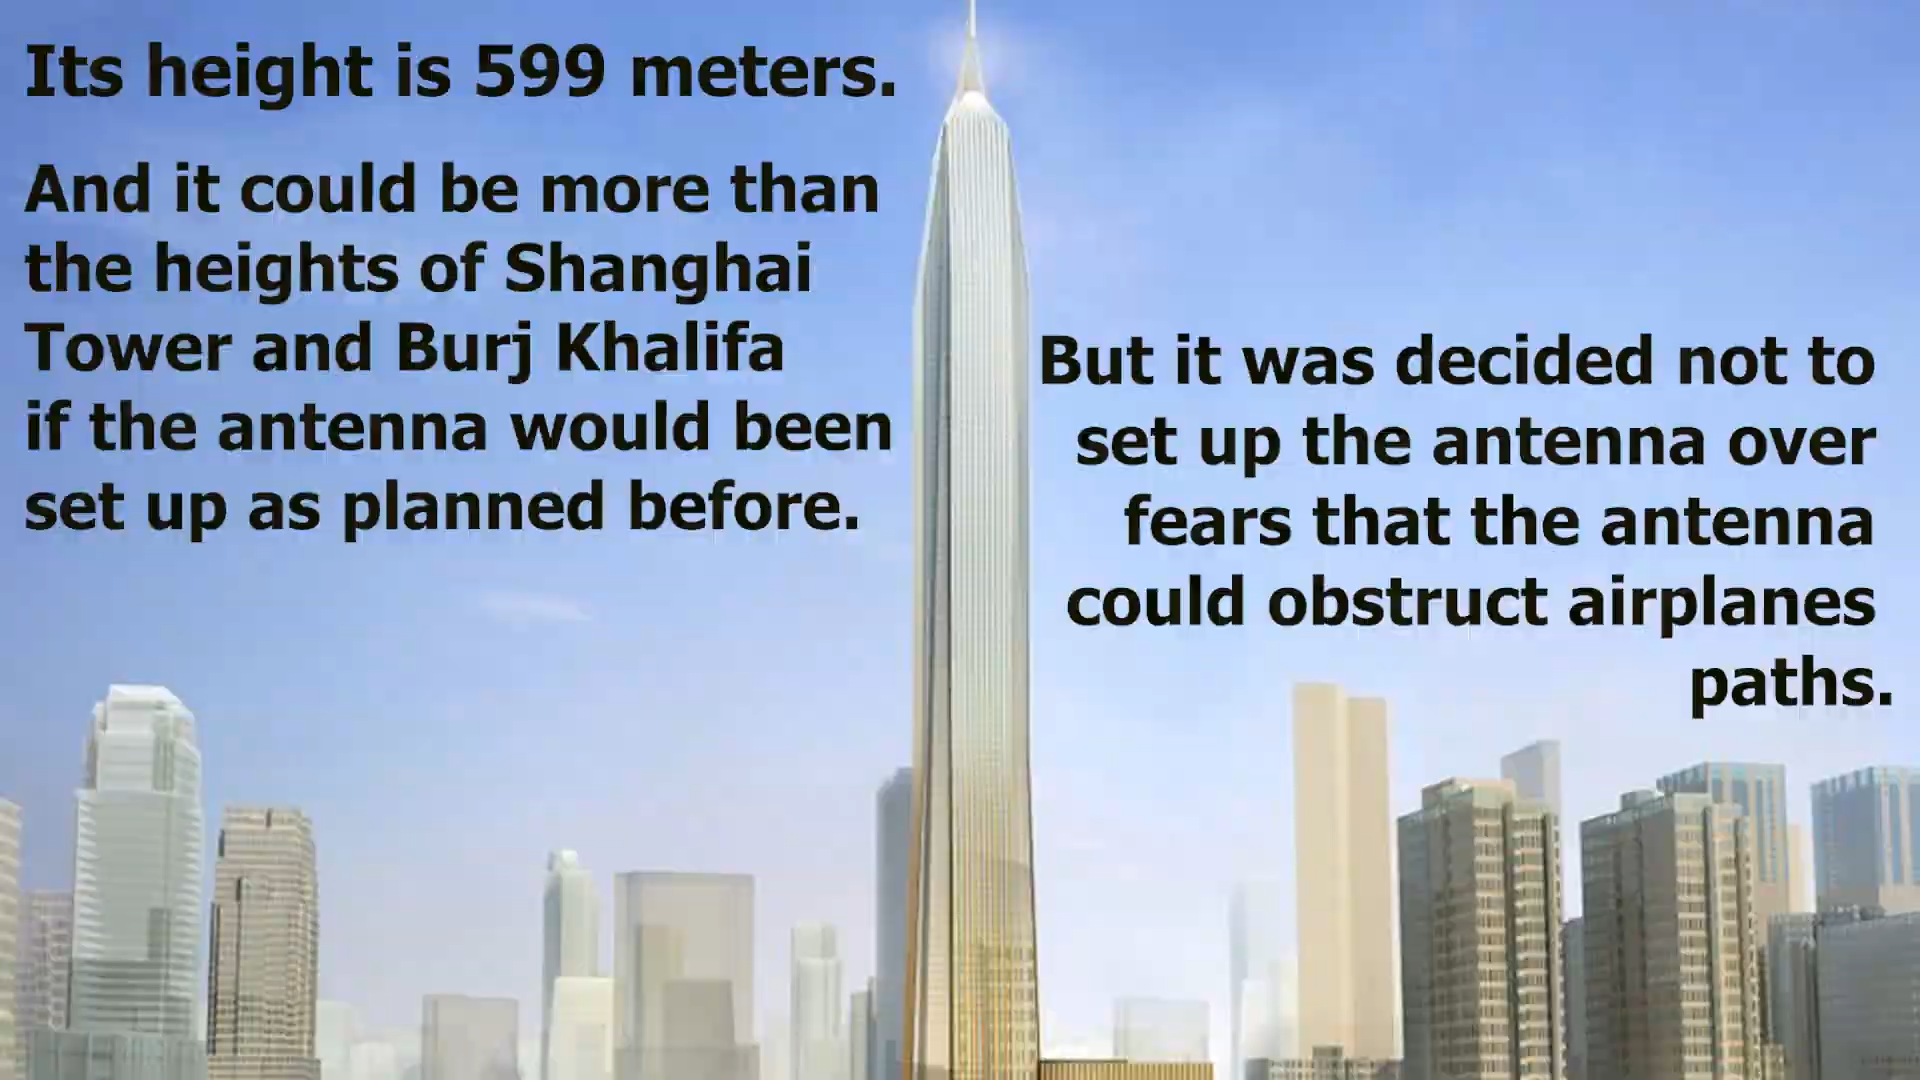 Its height is 599 meters.
And it could be more than
the heights of Shanghai
Tower and Burj Khalifa
if the antenna would been
set up as planned before.
But it was decided not to
set up the antenna over
fears that the antenna
could obstruct airplanes
paths.